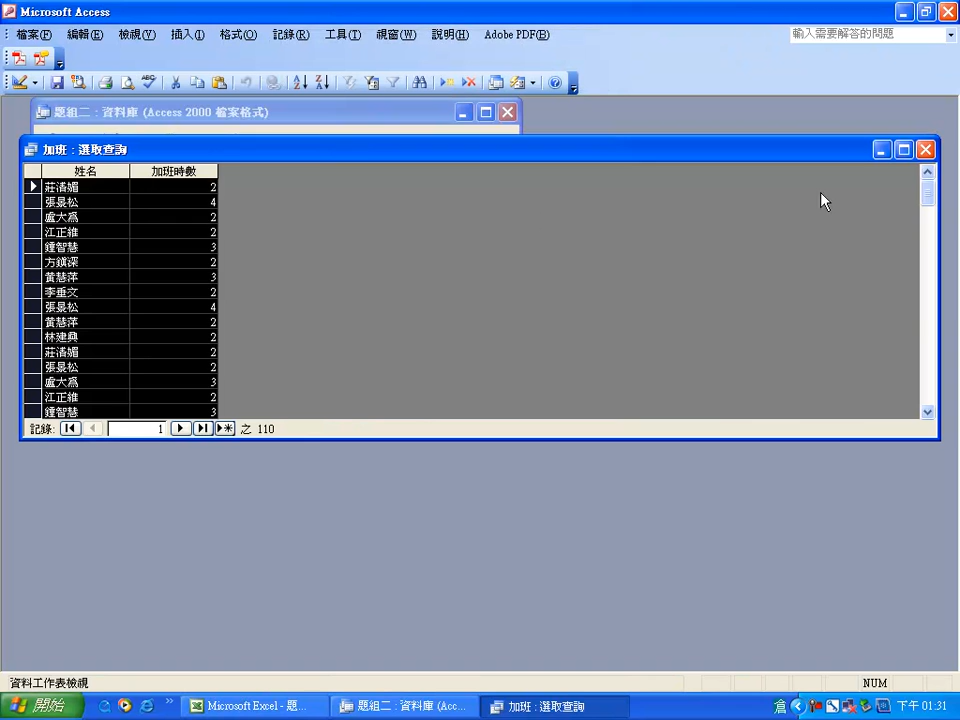 Microsoft Access
檔案(F) 編輯(E) 檢視(V) 插入(I) 格式(O) 記錄(R) 工具(T) 視窗(W) 說明(H) Adobe PDF(B) 輸入需要解答的問題
題組二 : 資料庫 (Access 2000 檔案格式)
加班 : 選取查詢
姓名 加班時數
莊清媚 2
張景松 4
盧大為 2
江正維 2
鍾智慧 3
方鎮深 2
黃慧萍 3
李垂文 2
張景松 4
黃慧萍 2
林建興 2
莊清媚 2
張景松 2
盧大為 3
江正維 2
鍾智慧 3
記錄: 1 之 110
資料工作表檢視 NUM
開始 Microsoft Excel - 題... 題組二 : 資料庫 (Acc... 加班 : 選取查詢 倉 下午 01:31